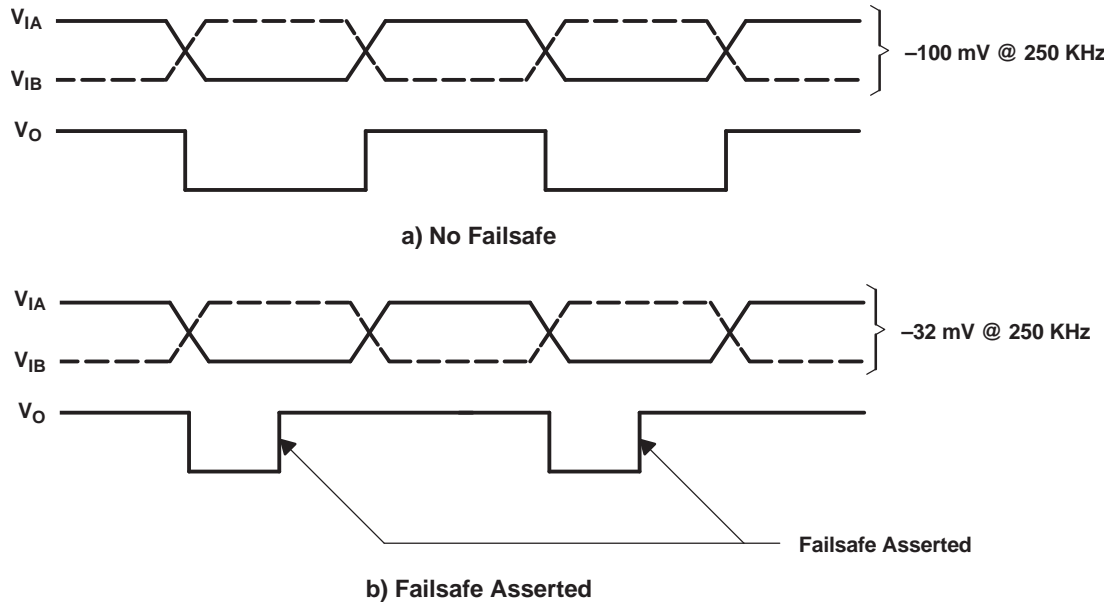 VIA
VIB
–100 mV @ 250 KHz
VO
a) No Failsafe
VIA
VIB
–32 mV @ 250 KHz
VO
Failsafe Asserted
b) Failsafe Asserted